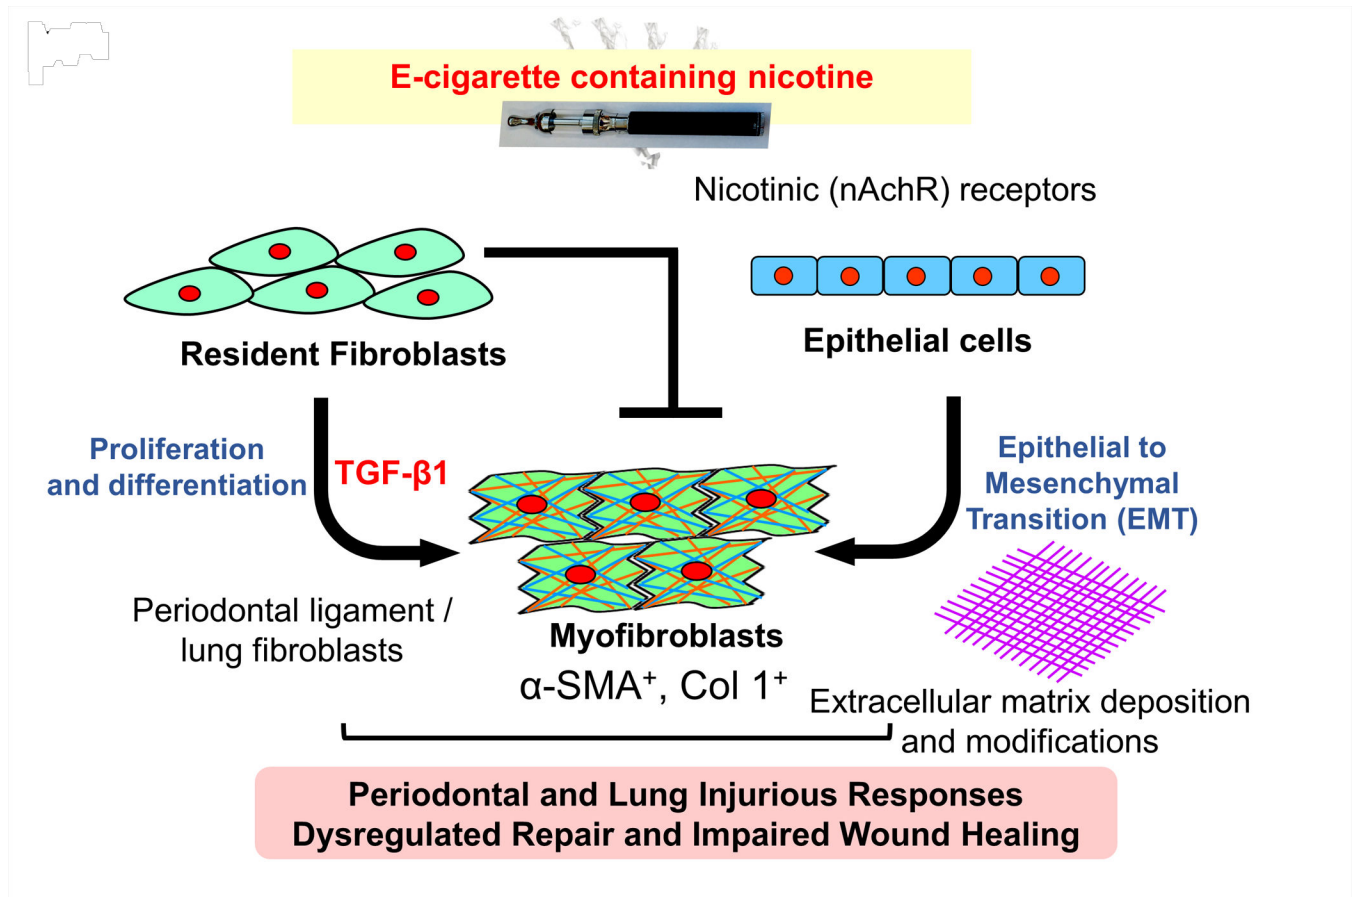 E-cigarette containing nicotine
Nicotinic (nAchR) receptors
Resident Fibroblasts
Epithelial cells
Proliferation
and differentiation
TGF-β1
Epithelial to
Mesenchymal
Transition (EMT)
Periodontal ligament /
lung fibroblasts
Myofibroblasts
α-SMA⁺, Col 1⁺
Extracellular matrix deposition
and modifications
Periodontal and Lung Injurious Responses
Dysregulated Repair and Impaired Wound Healing